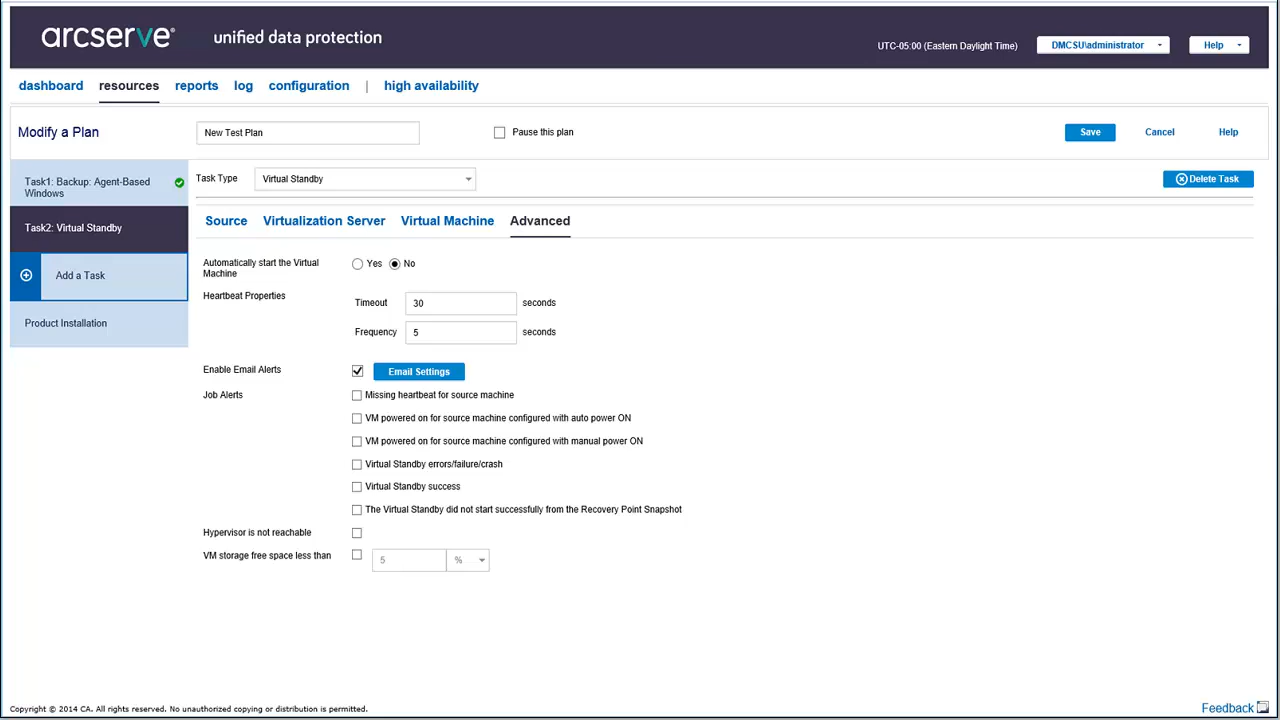 arcserve® unified data protection
UTC-05:00 (Eastern Daylight Time) DMCSU\administrator Help
dashboard resources reports log configuration | high availability
Modify a Plan New Test Plan Pause this plan Save Cancel Help
Task1: Backup: Agent-Based
Windows
Task2: Virtual Standby
Add a Task
Product Installation
Task Type Virtual Standby Delete Task
Source Virtualization Server Virtual Machine Advanced
Automatically start the Virtual
Machine
Yes No
Heartbeat Properties
Timeout 30 seconds
Frequency 5 seconds
Enable Email Alerts Email Settings
Job Alerts Missing heartbeat for source machine
VM powered on for source machine configured with auto power ON
VM powered on for source machine configured with manual power ON
Virtual Standby errors/failure/crash
Virtual Standby success
The Virtual Standby did not start successfully from the Recovery Point Snapshot
Hypervisor is not reachable
VM storage free space less than 5 %
Copyright © 2014 CA. All rights reserved. No unauthorized copying or distribution is permitted.
Feedback